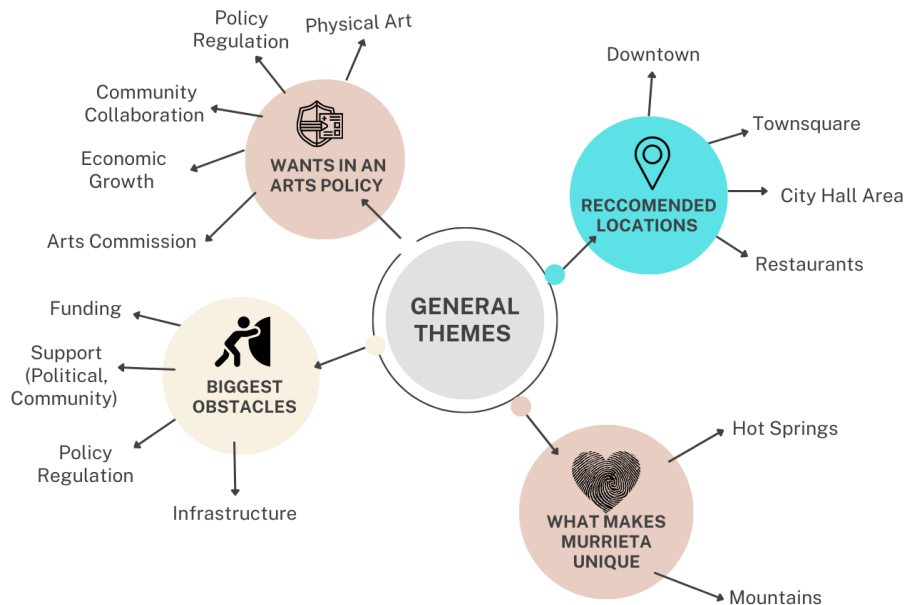 Policy
Regulation
Physical Art
Community
Collaboration
Economic
Growth
Arts Commission
WANTS IN AN
ARTS POLICY
Downtown
Townsquare
City Hall Area
Restaurants
RECCOMENDED
LOCATIONS
GENERAL
THEMES
Funding
Support
(Political,
Community)
Policy
Regulation
Infrastructure
BIGGEST
OBSTACLES
Hot Springs
WHAT MAKES
MURRIETA
UNIQUE
Mountains